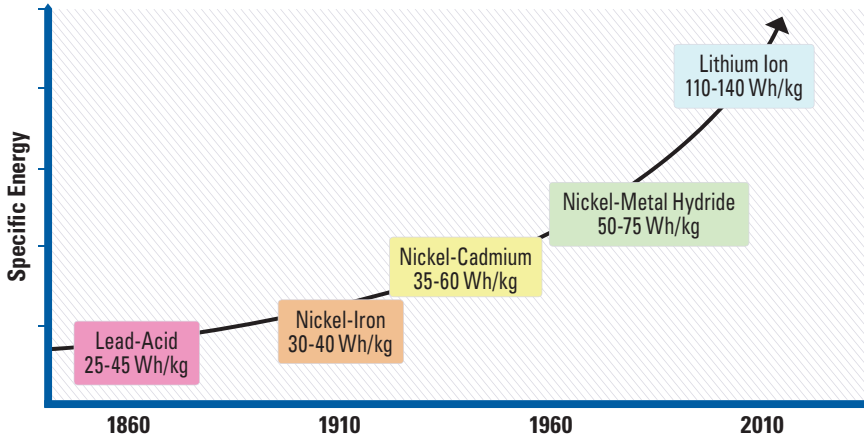 Specific Energy
Lithium Ion
110-140 Wh/kg
Nickel-Metal Hydride
50-75 Wh/kg
Nickel-Cadmium
35-60 Wh/kg
Nickel-Iron
30-40 Wh/kg
Lead-Acid
25-45 Wh/kg
1860
1910
1960
2010